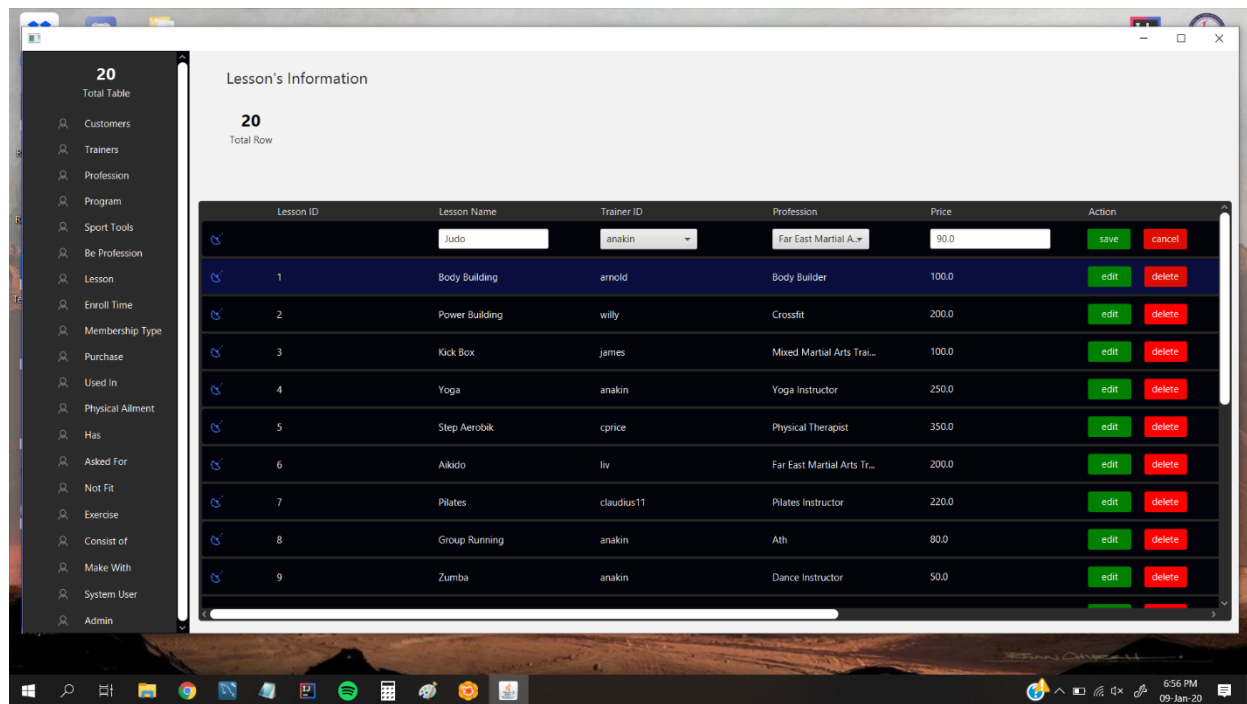 20
Total Table
Customers
Trainers
Profession
Program
Sport Tools
Be Profession
Lesson
Enroll Time
Membership Type
Purchase
Used In
Physical Ailment
Has
Asked For
Not Fit
Exercise
Consist of
Make With
System User
Admin
Lesson's Information
20
Total Row
Lesson ID Lesson Name Trainer ID Profession Price Action
Judo anakin Far East Martial A.. 90.0 save cancel
1 Body Building arnold Body Builder 100.0 edit delete
2 Power Building willy Crossfit 200.0 edit delete
3 Kick Box james Mixed Martial Arts Trai... 100.0 edit delete
4 Yoga anakin Yoga Instructor 250.0 edit delete
5 Step Aerobik cprice Physical Therapist 350.0 edit delete
6 Aikido liv Far East Martial Arts Tr... 200.0 edit delete
7 Pilates claudius11 Pilates Instructor 220.0 edit delete
8 Group Running anakin Ath 80.0 edit delete
9 Zumba anakin Dance Instructor 50.0 edit delete
6:56 PM
09-Jan-20